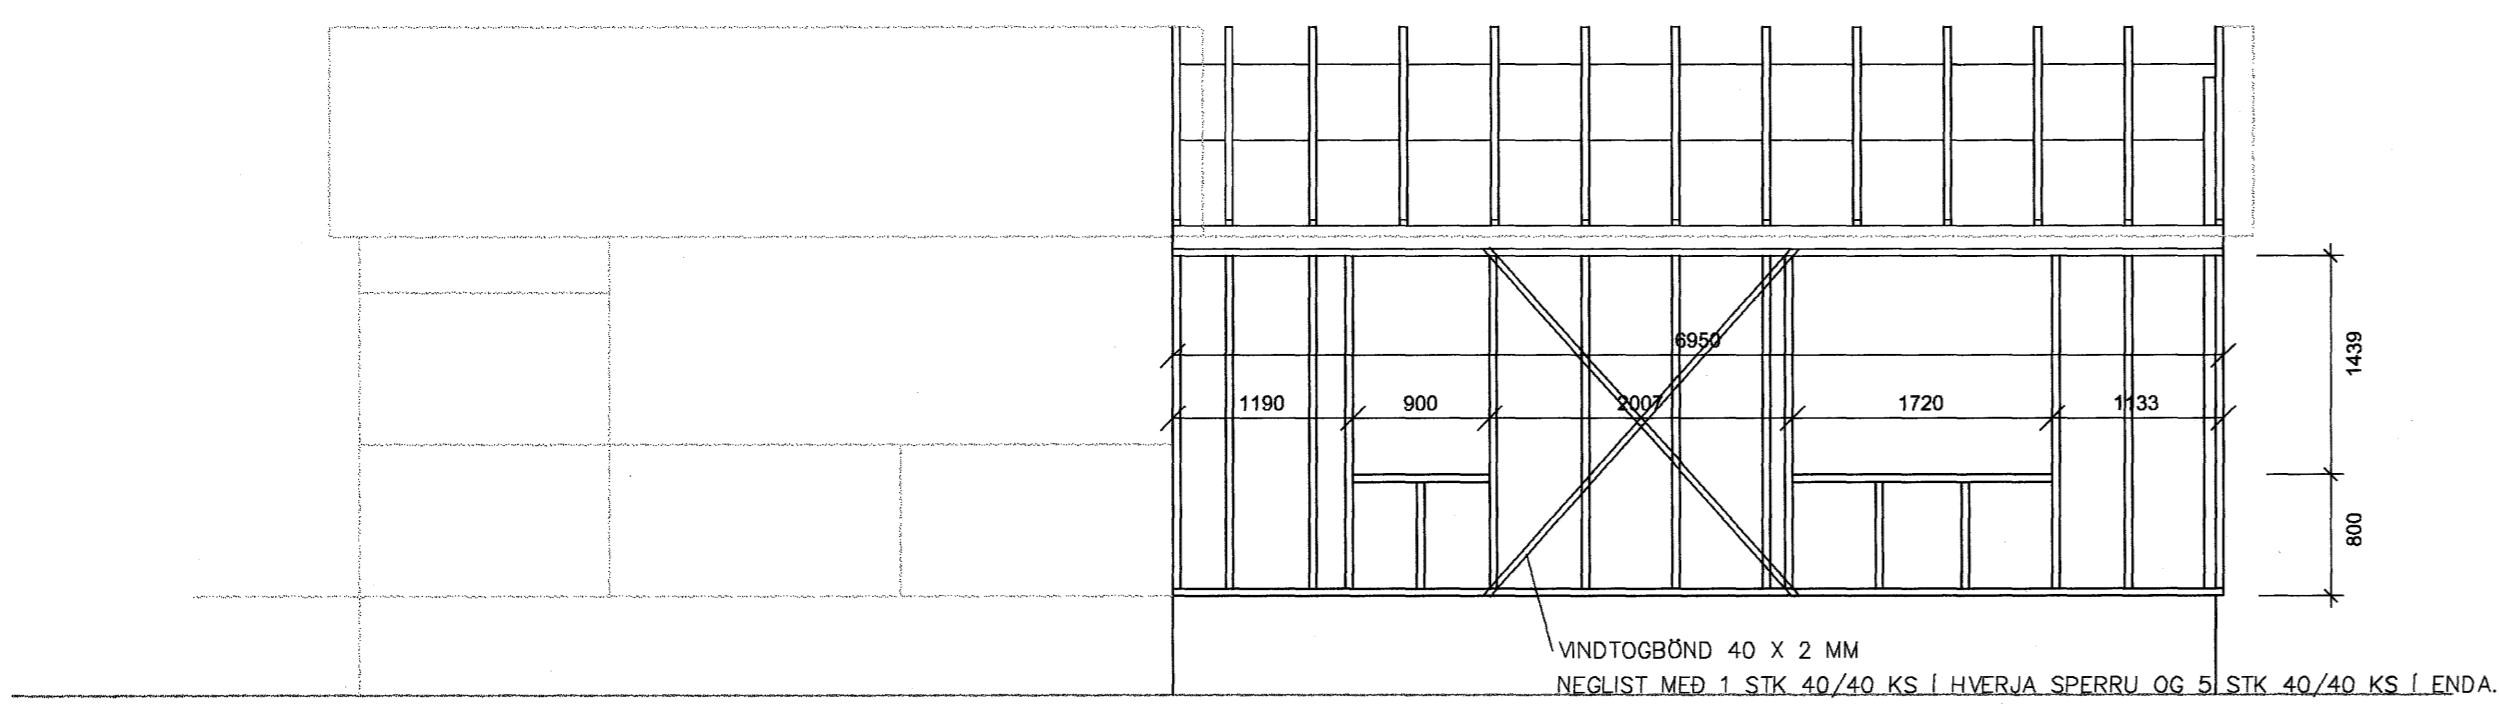 6950
1190 900 2007 1720 1133
1439
800
VINDTOGBÖND 40 X 2 MM
NEGLIST MEÐ 1 STK 40/40 KS Í HVERJA SPERRU OG 5 STK 40/40 KS Í ENDA.